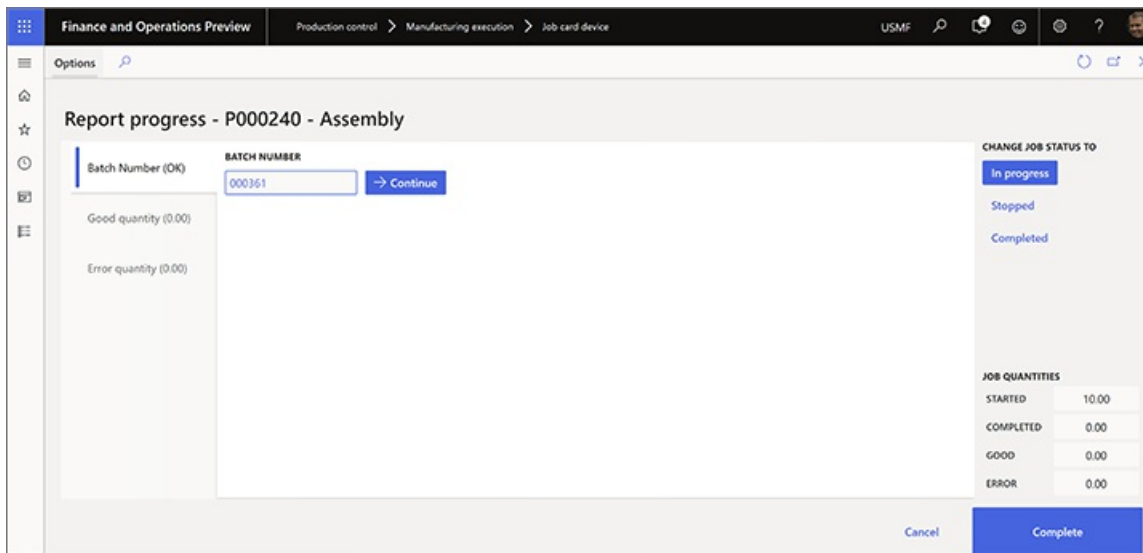 Finance and Operations Preview
Production control > Manufacturing execution > Job card device
USMF
4
?
Options
Report progress - P000240 - Assembly
Batch Number (OK)
BATCH NUMBER
000361
→ Continue
Good quantity (0.00)
Error quantity (0.00)
CHANGE JOB STATUS TO
In progress
Stopped
Completed
JOB QUANTITIES
STARTED 10.00
COMPLETED 0.00
GOOD 0.00
ERROR 0.00
Cancel
Complete